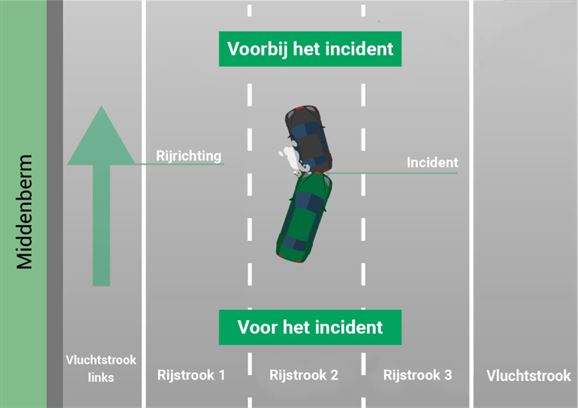 Voorbij het incident
Rijrichting
Incident
Middenberm
Voor het incident
Vluchtstrook
links
Rijstrook 1
Rijstrook 2
Rijstrook 3
Vluchtstrook